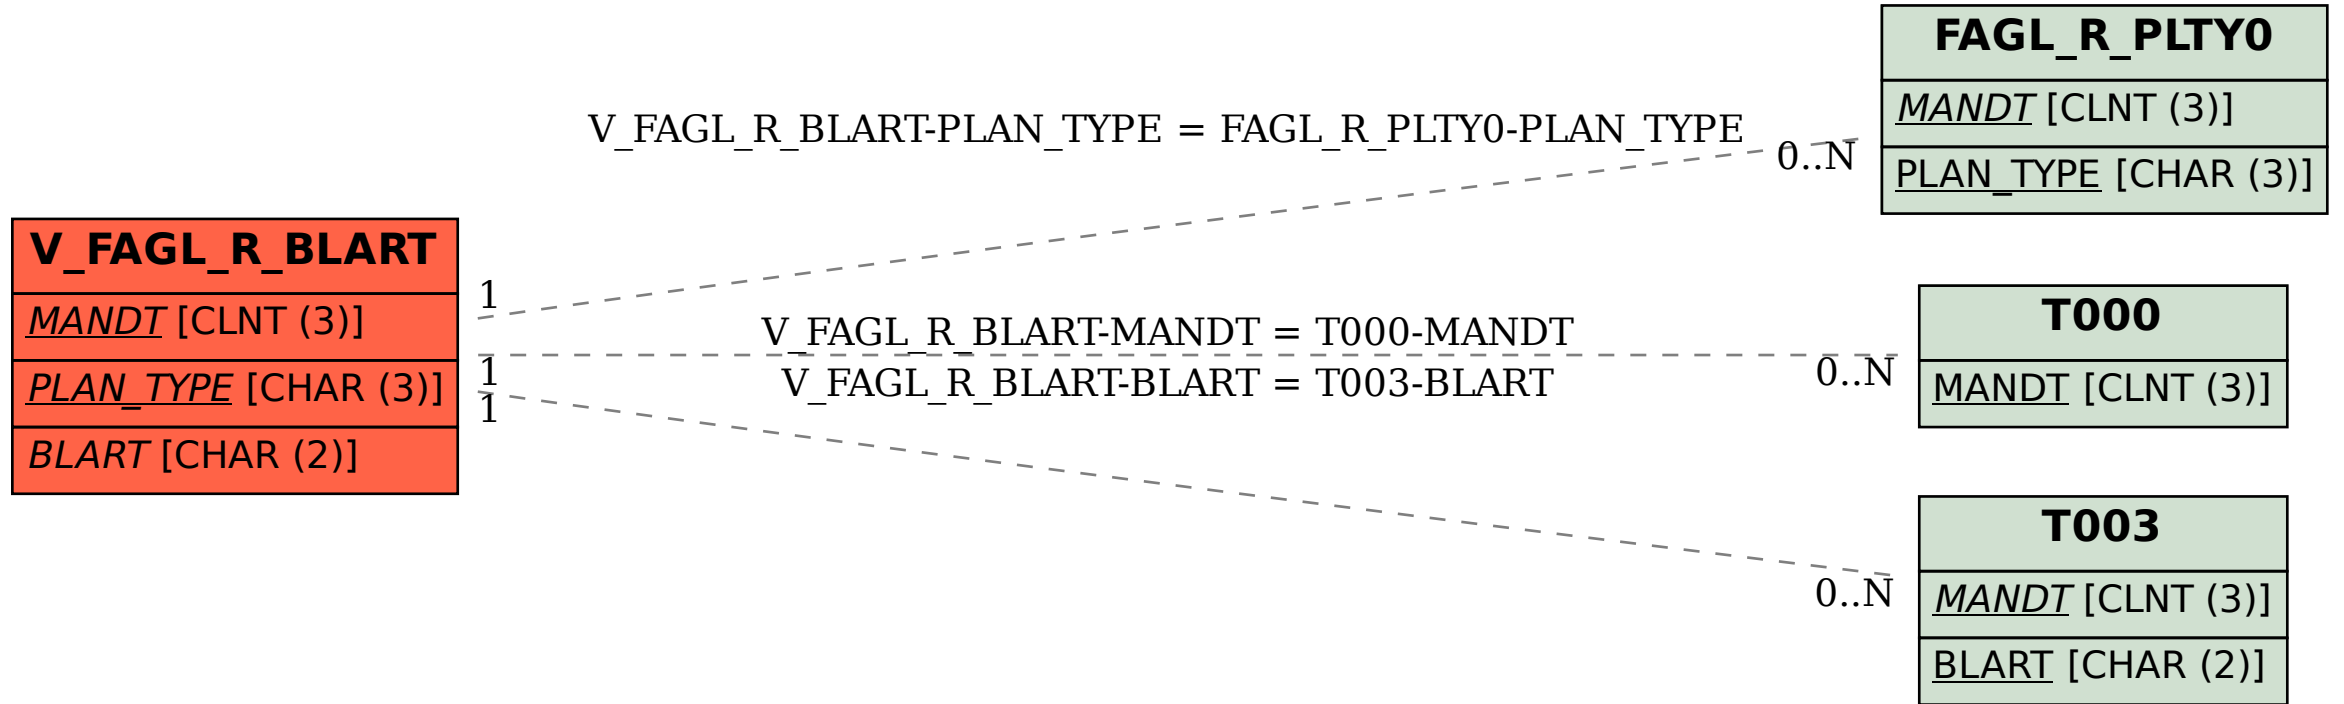 FAGL_R_PLTY0
MANDT [CLNT (3)]
PLAN_TYPE [CHAR (3)]
V_FAGL_R_BLART-PLAN_TYPE = FAGL_R_PLTY0-PLAN_TYPE
0..N
V_FAGL_R_BLART
MANDT [CLNT (3)]
PLAN_TYPE [CHAR (3)]
BLART [CHAR (2)]
1
V_FAGL_R_BLART-MANDT = T000-MANDT
1
0..N
V_FAGL_R_BLART-BLART = T003-BLART
1
T000
MANDT [CLNT (3)]
0..N
T003
MANDT [CLNT (3)]
BLART [CHAR (2)]